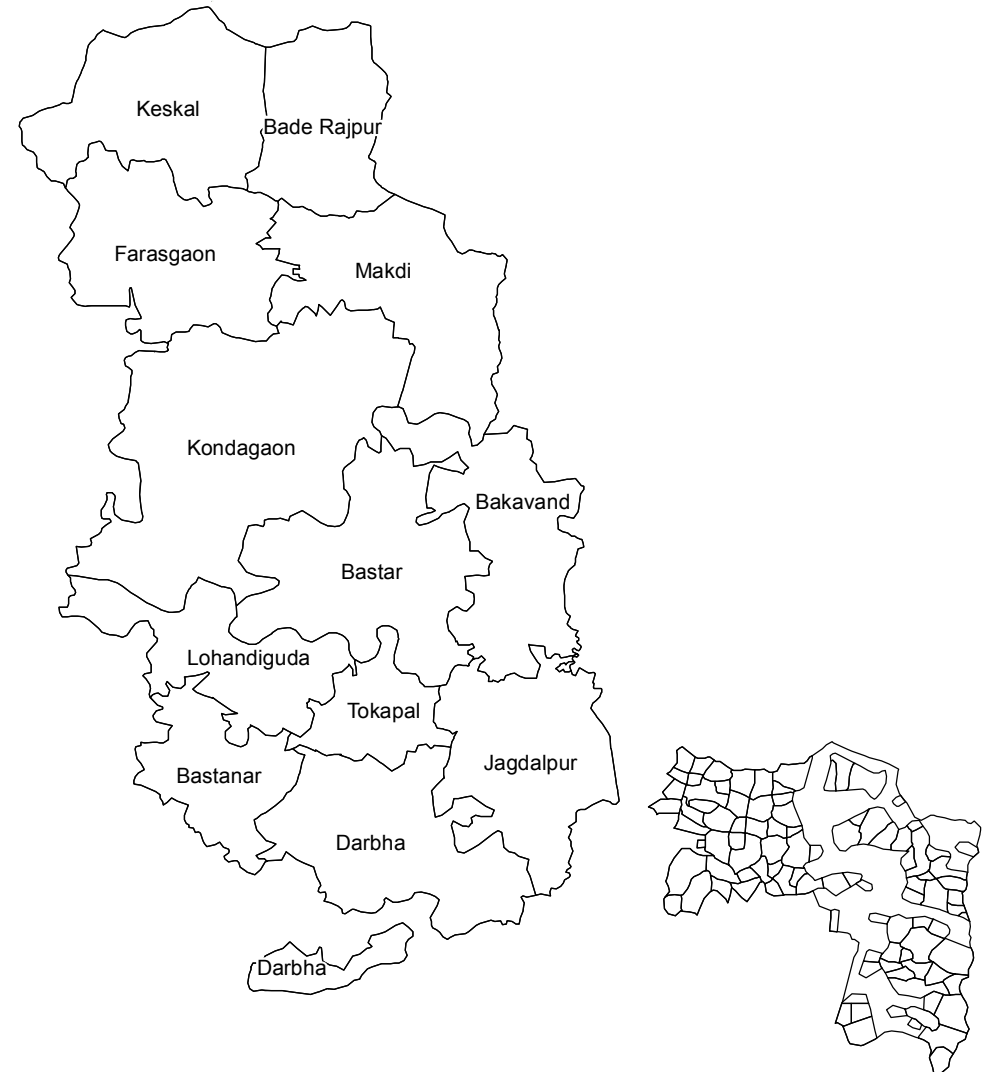 Keskal
Bade Rajpur
Farasgaon
Makdi
Kondagaon
Bakavand
Bastar
Lohandiguda
Tokapal
Jagdalpur
Bastanar
Darbha
Darbha